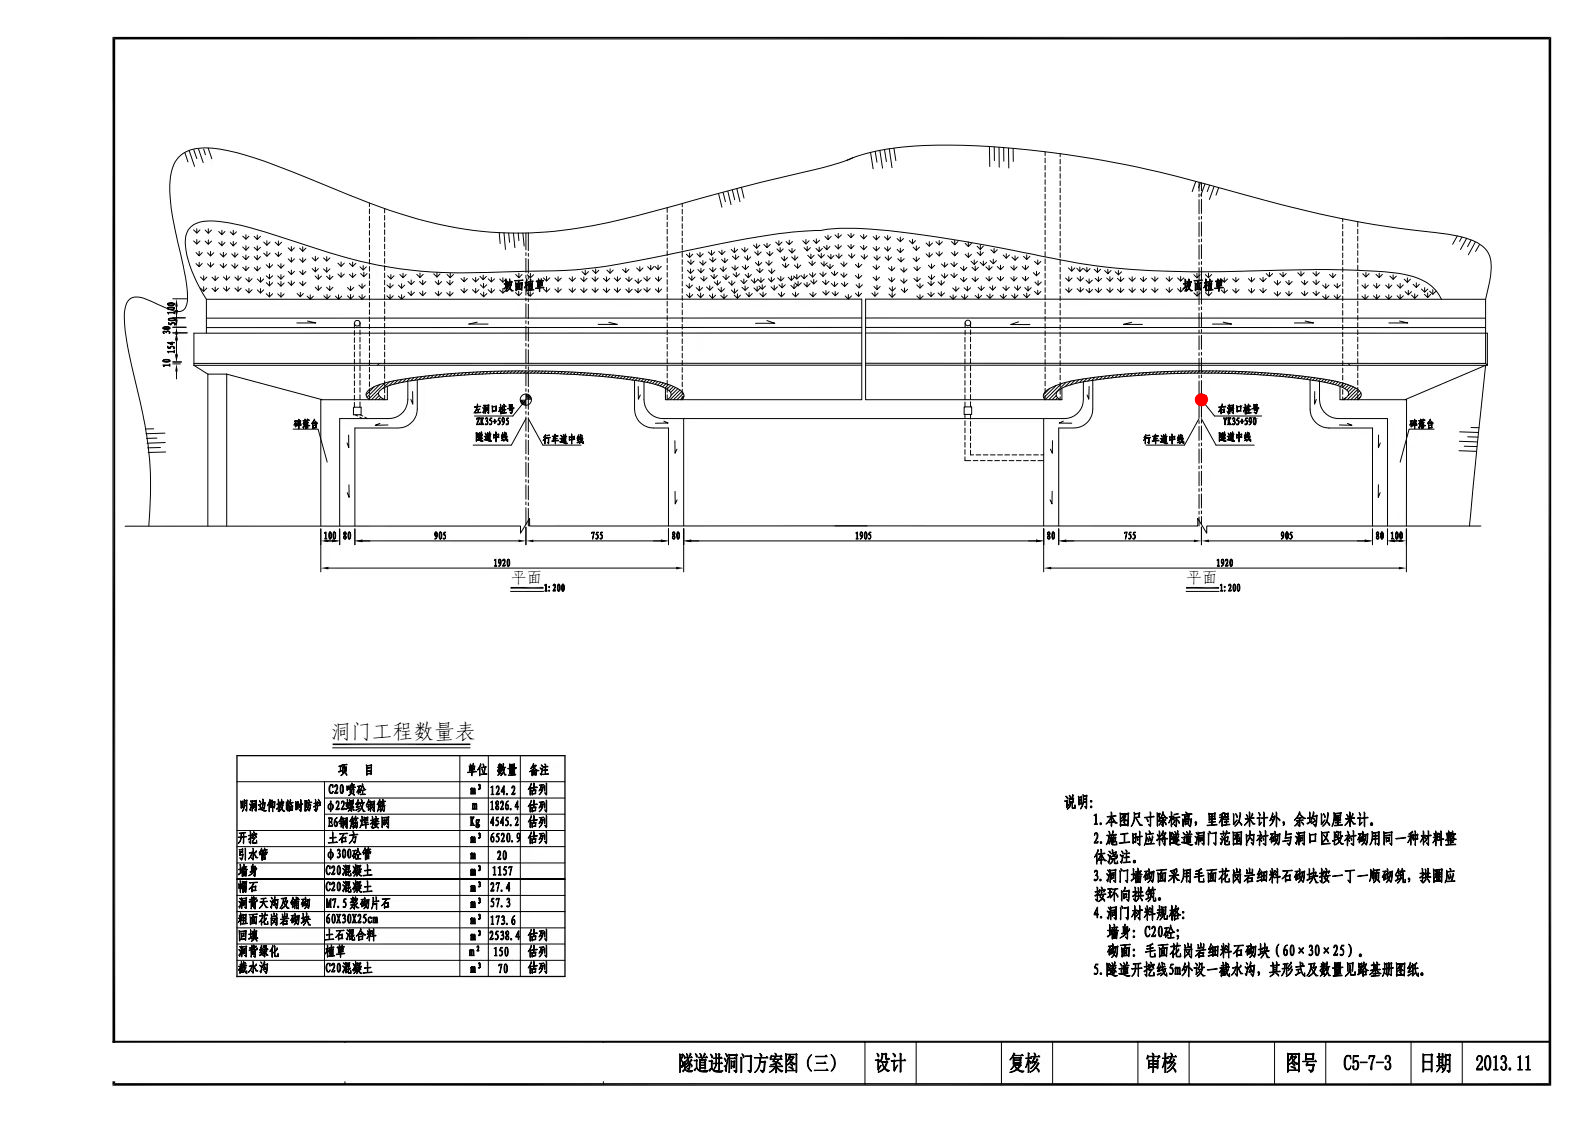 坡面植草
坡面植草
100
50
30
154
10
碎落台
左洞口桩号
ZK35+595
隧道中线
行车道中线
右洞口桩号
YK35+590
行车道中线
隧道中线
碎落台
100 80 905 755 80 1905 80 755 905 80 100
1920 1920
平面 1:200
平面 1:200
洞门工程数量表
项 目 单位 数量 备注
明洞边仰坡临时防护 C20喷砼 m³ 124.2 估列
ф22螺纹钢筋 m 1826.4 估列
E6钢筋焊接网 Kg 4545.2 估列
开挖 土石方 m³ 6520.9 估列
引水管 ф300砼管 m 20
墙身 C20混凝土 m³ 1157
帽石 C20混凝土 m³ 27.4
洞背天沟及铺砌 M7.5浆砌片石 m³ 57.3
粗面花岗岩砌块 60X30X25cm m³ 173.6
回填 土石混合料 m³ 2538.4 估列
洞背绿化 植草 m² 150 估列
截水沟 C20混凝土 m³ 70 估列
说明:
1.本图尺寸除标高，里程以米计外，余均以厘米计。
2.施工时应将隧道洞门范围内衬砌与洞口区段衬砌用同一种材料整
体浇注。
3.洞门墙砌面采用毛面花岗岩细料石砌块按一丁一顺砌筑，拱圈应
按环向拱筑。
4.洞门材料规格:
墙身: C20砼;
砌面: 毛面花岗岩细料石砌块(60×30×25)。
5.隧道开挖线5m外设一截水沟，其形式及数量见路基册图纸。
隧道进洞门方案图(三) 设计 复核 审核 图号 C5-7-3 日期 2013.11